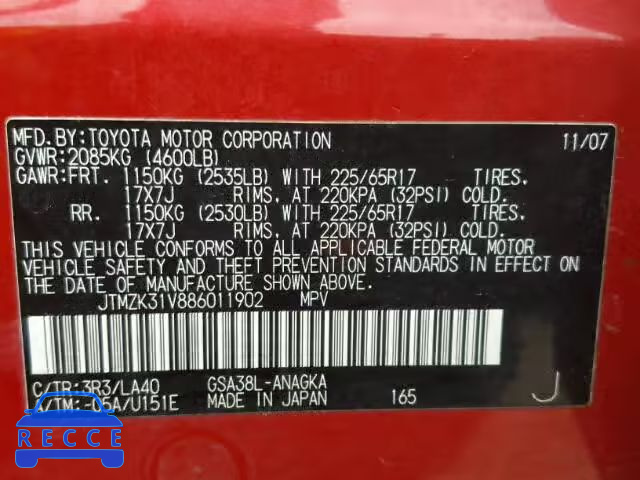 MFD.BY:TOYOTA MOTOR CORPORATION 11/07
GVWR:2085KG (4600LB)
GAWR:FRT. 1150KG (2535LB) WITH 225/65R17 TIRES.
17X7J RIMS. AT 220KPA (32PSI) COLD.
RR. 1150KG (2530LB) WITH 225/65R17 TIRES.
17X7J RIMS. AT 220KPA (32PSI) COLD.
THIS VEHICLE CONFORMS TO ALL APPLICABLE FEDERAL MOTOR
VEHICLE SAFETY AND THEFT PREVENTION STANDARDS IN EFFECT ON
THE DATE OF MANUFACTURE SHOWN ABOVE.
JTMZK31V886011902 MPV
C/TR:3R3/LA40 GSA38L-ANAGKA
A/TM:-05A/U151E MADE IN JAPAN 165 J